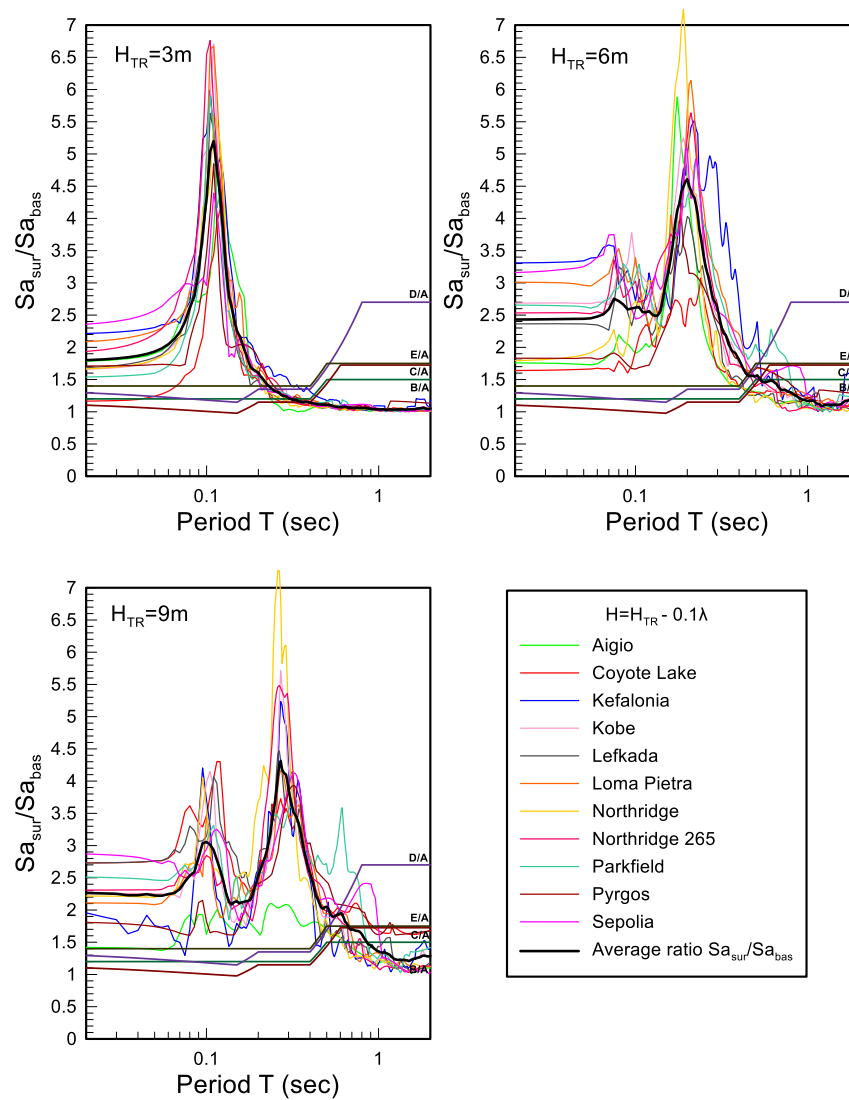 H_TR=3m
Sa_sur/Sa_bas
7
6.5
6
5.5
5
4.5
4
3.5
3
2.5
2
1.5
1
0.5
0
D/A
E/A
C/A
B/A
0.1
1
Period T (sec)
H_TR=6m
Sa_sur/Sa_bas
7
6.5
6
5.5
5
4.5
4
3.5
3
2.5
2
1.5
1
0.5
0
D/A
E/A
C/A
0.1
1
Period T (sec)
H_TR=9m
Sa_sur/Sa_bas
7
6.5
6
5.5
5
4.5
4
3.5
3
2.5
2
1.5
1
0.5
0
D/A
E/A
C/A
B/A
0.1
1
Period T (sec)
H=H_TR - 0.1λ
Aigio
Coyote Lake
Kefalonia
Kobe
Lefkada
Loma Pietra
Northridge
Northridge 265
Parkfield
Pyrgos
Sepolia
Average ratio Sa_sur/Sa_bas